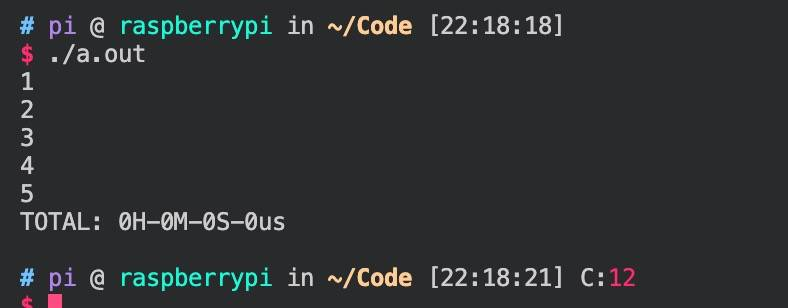 # pi @ raspberrypi in ~/Code [22:18:18]
$ ./a.out
1
2
3
4
5
TOTAL: 0H-0M-0S-0us
# pi @ raspberrypi in ~/Code [22:18:21] C:12
$